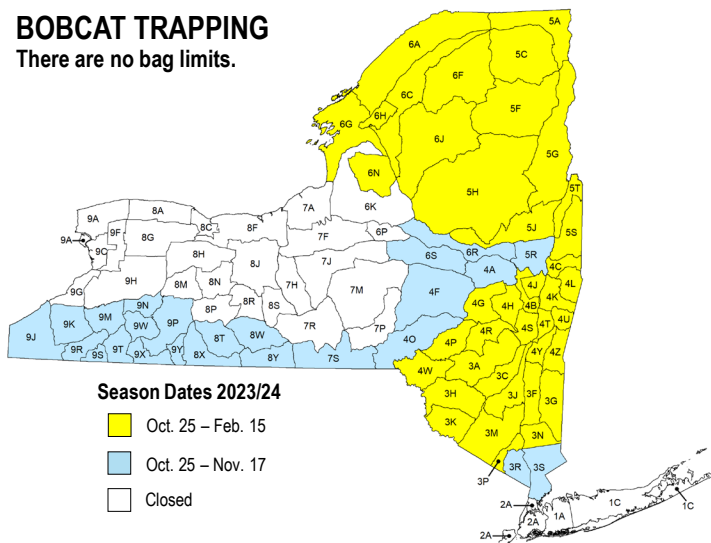 BOBCAT TRAPPING
There are no bag limits.
5A
6A
5C
6F
6C
5F
6H
6G
6J
5G
6N
5H
5T
6K
7A
8A
9A
9F
8C
8F
5J
5S
6P
7F
8G
9A
9C
8H
8J
7J
6S
6R
5R
4A
4C
9H
8M
8N
7H
7M
4F
4J
4L
9G
4K
9N
8R
8S
4G
4H
4B
9M
8P
9K
9W
9P
7R
7P
4R
4S
4T
4U
9J
8T
8W
4O
4P
4Y
4Z
9R
9S
9T
9X
9Y
8X
8Y
7S
4W
3A
3C
3H
3J
3F
3G
3K
3M
3N
3R
3S
3P
2A
2A
1A
1C
1C
2A
Season Dates 2023/24
Oct. 25 – Feb. 15
Oct. 25 – Nov. 17
Closed